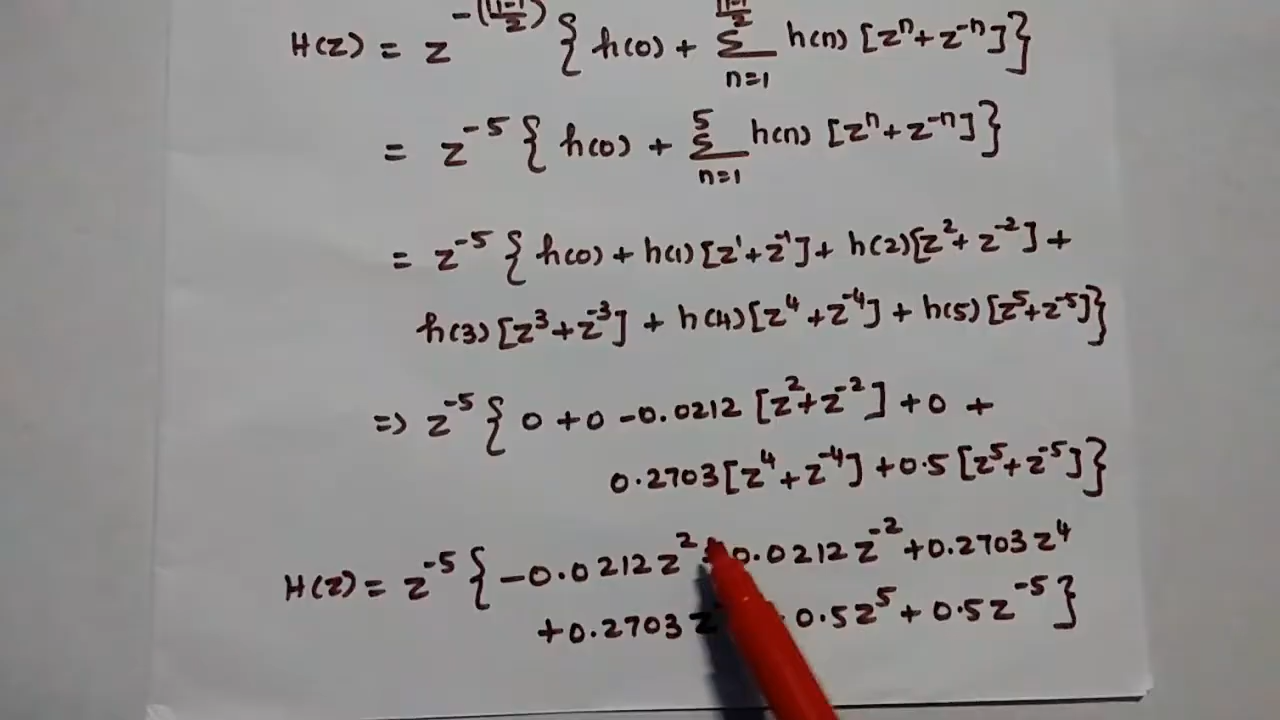 H(z) = z^-(n-1/2) { h(0) + Σ_{n=1}^{n-1/2} h(n) [z^n + z^-n] }
= z^-5 { h(0) + Σ_{n=1}^{5} h(n) [z^n + z^-n] }
= z^-5 { h(0) + h(1) [z^1 + z^-1] + h(2) [z^2 + z^-2] +
h(3) [z^3 + z^-3] + h(4) [z^4 + z^-4] + h(5) [z^5 + z^-5] }
=> z^-5 { 0 + 0 - 0.0212 [z^2 + z^-2] + 0 +
0.2703 [z^4 + z^-4] + 0.5 [z^5 + z^-5] }
H(z) = z^-5 { -0.0212 z^2 0.0212 z^-2 + 0.2703 z^4
+ 0.2703 z 0.5 z^5 + 0.5 z^-5 }